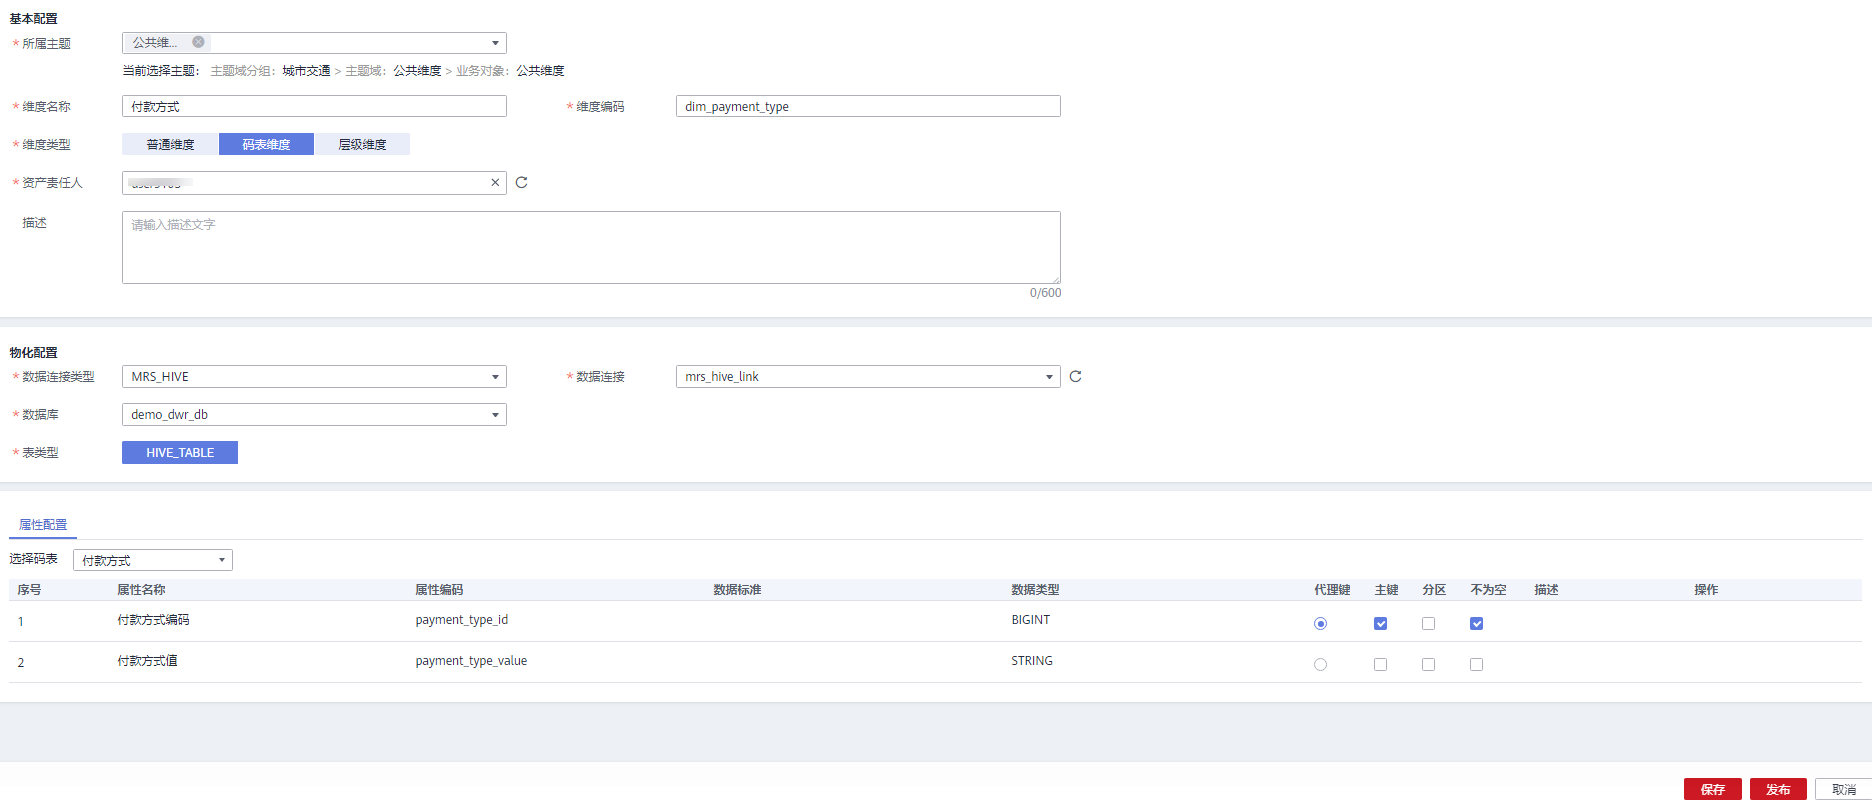 基本配置
* 所属主题 公共维...
当前选择主题： 主题域分组：城市交通 > 主题域：公共维度 > 业务对象：公共维度
* 维度名称 付款方式 * 维度编码 dim_payment_type
* 维度类型 普通维度 码表维度 层级维度
* 资产责任人
描述 请输入描述文字
0/600
物化配置
* 数据连接类型 MRS_HIVE * 数据连接 mrs_hive_link
* 数据库 demo_dwr_db
* 表类型 HIVE_TABLE
属性配置
选择码表 付款方式
序号 属性名称 属性编码 数据标准 数据类型 代理键 主键 分区 不为空 描述 操作
1 付款方式编码 payment_type_id BIGINT
2 付款方式值 payment_type_value STRING
保存 发布 取消